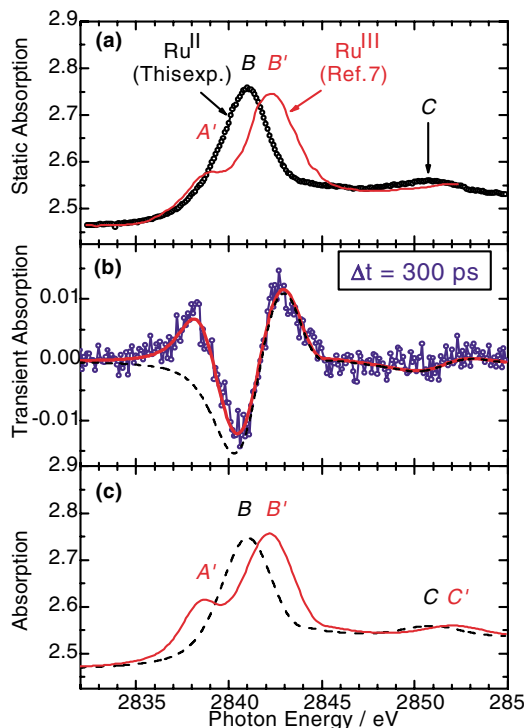 (a)
Ru^II
(Thisexp.)
B B'
Ru^III
(Ref.7)
A'
C
2.9
2.8
2.7
2.6
2.5
Static Absorption
(b)
Δt = 300 ps
0.01
0.00
-0.01
Transient Absorption
2.9
(c)
B B'
A'
C C'
2.8
2.7
2.6
2.5
Absorption
2835 2840 2845 2850 285
Photon Energy / eV